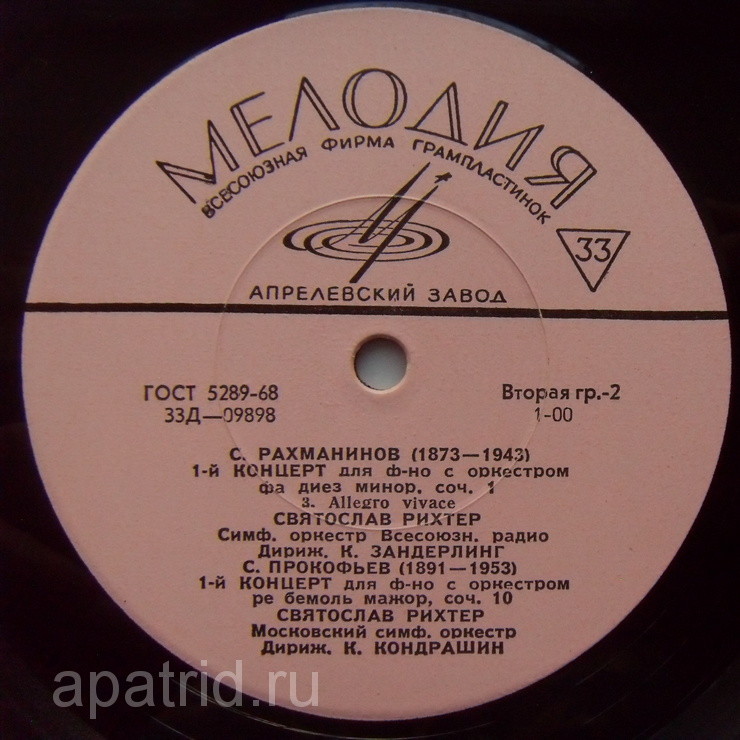 МЕЛОДИЯ
ВСЕСОЮЗНАЯ ФИРМА ГРАМПЛАСТИНОК
33
АПРЕЛЕВСКИЙ ЗАВОД
ГОСТ 5289-68
Вторая гр.-2
33Д—09898
1-00
С. РАХМАНИНОВ (1873—1943)
1-й КОНЦЕРТ для ф-но с оркестром
фа диез минор, соч. 1
3. Allegro vivace
СВЯТОСЛАВ РИХТЕР
Симф. оркестр Всесоюзн. радио
Дириж. К. ЗАНДЕРЛИНГ
С. ПРОКОФЬЕВ (1891—1953)
1-й КОНЦЕРТ для ф-но с оркестром
ре бемоль мажор, соч. 10
СВЯТОСЛАВ РИХТЕР
Московский симф. оркестр
Дириж. К. КОНДРАШИН
apatrid.ru